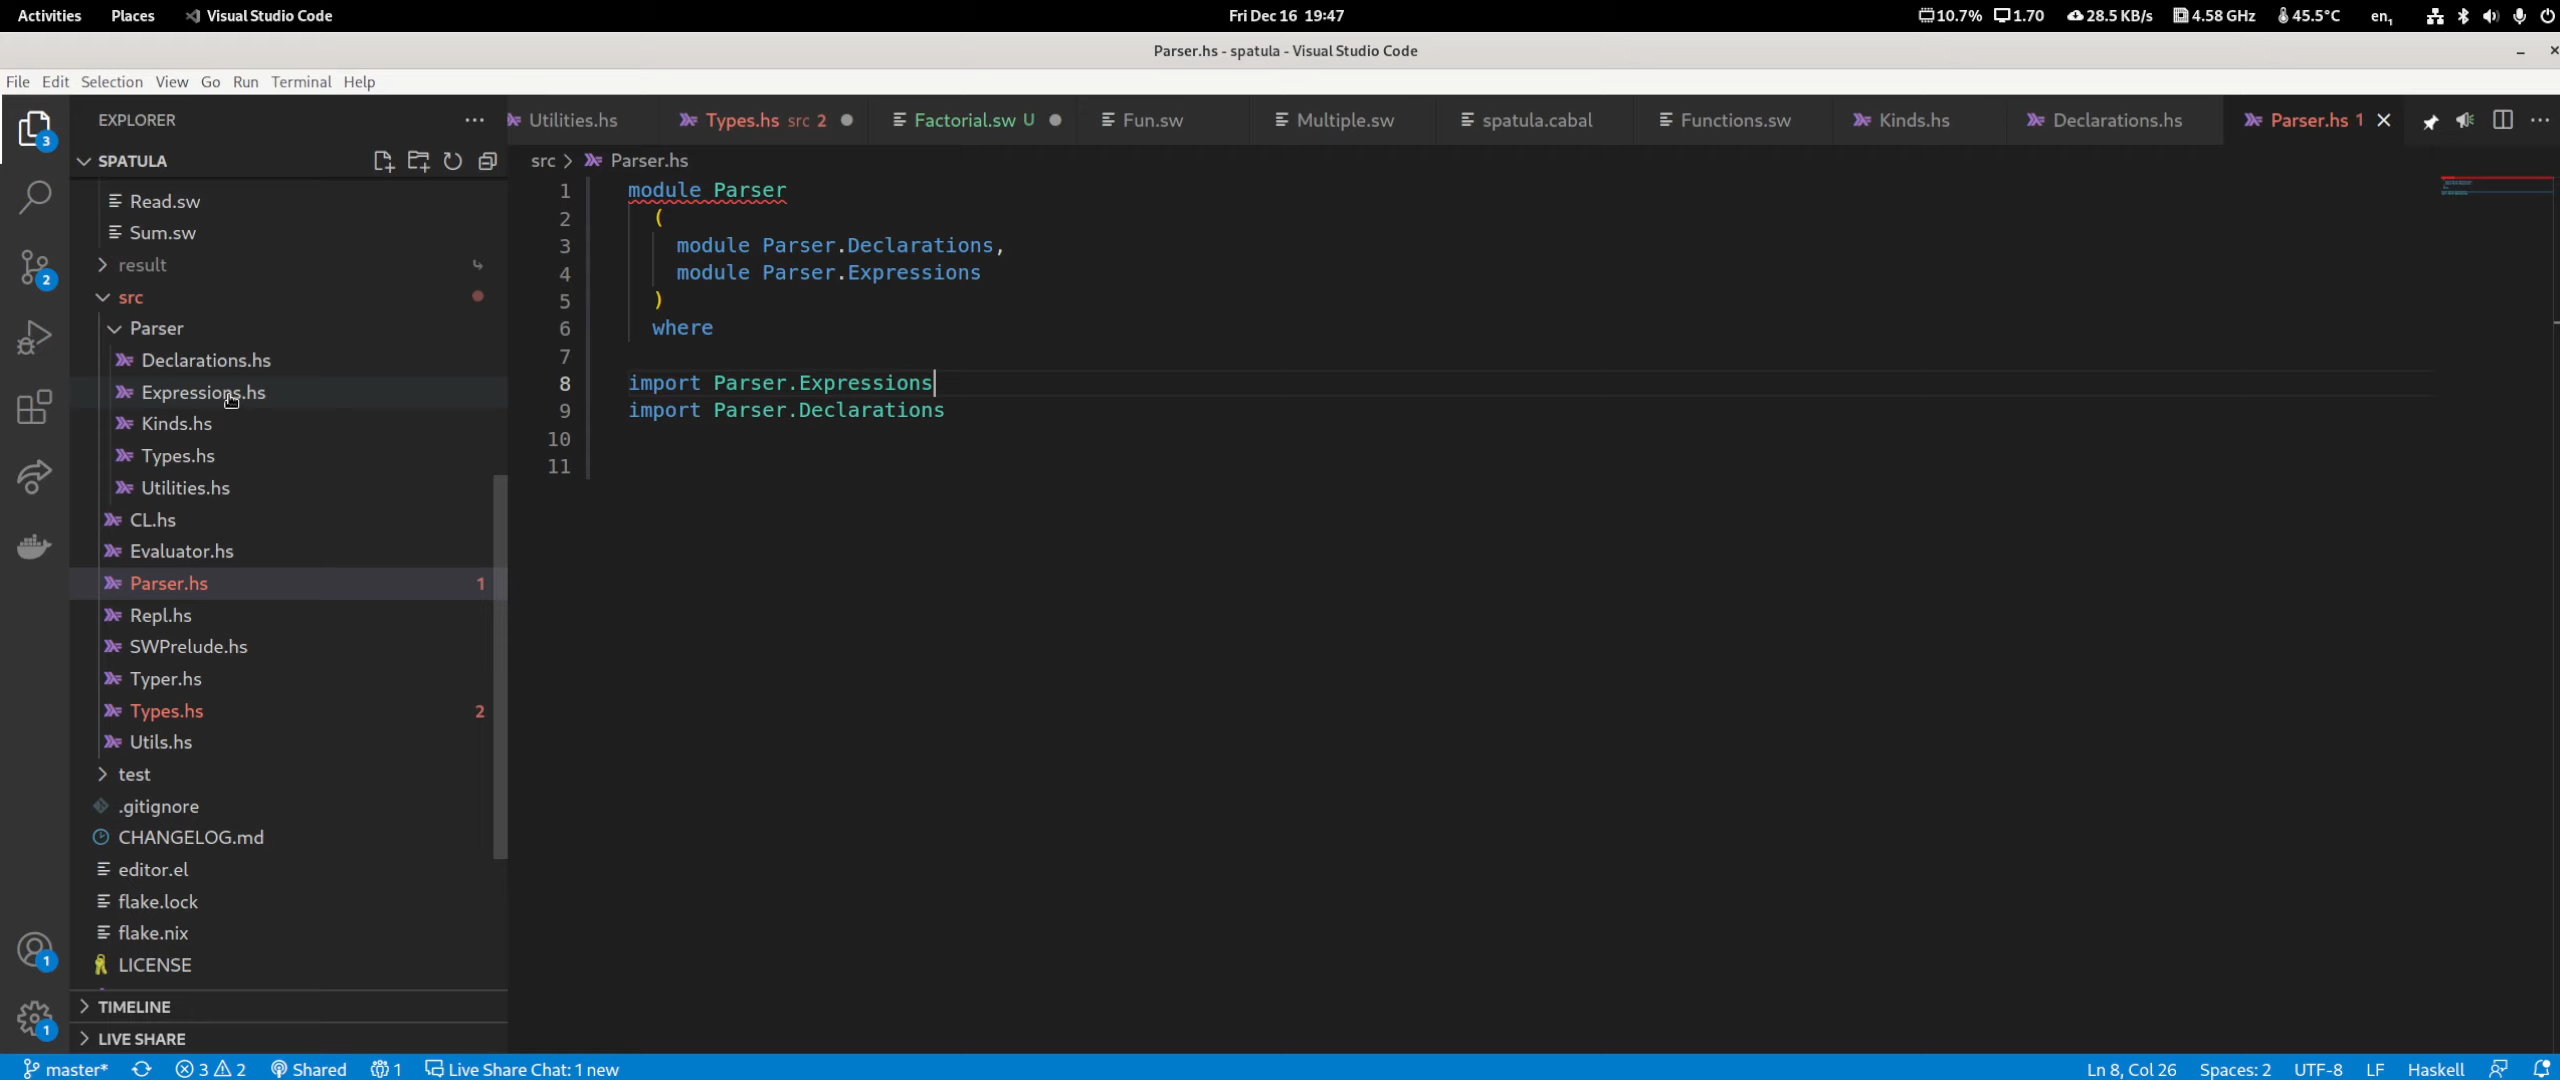 Activities Places Visual Studio Code Fri Dec 16 19:47 10.7% 1.70 28.5 KB/s 4.58 GHz 45.5°C en1
Parser.hs - spatula - Visual Studio Code
File Edit Selection View Go Run Terminal Help
EXPLORER
SPATULA
Read.sw
Sum.sw
result
src
Parser
Declarations.hs
Expressions.hs
Kinds.hs
Types.hs
Utilities.hs
CL.hs
Evaluator.hs
Parser.hs 1
Repl.hs
SWPrelude.hs
Typer.hs
Types.hs 2
Utils.hs
test
.gitignore
CHANGELOG.md
editor.el
flake.lock
flake.nix
LICENSE
TIMELINE
LIVE SHARE
3
2
1
1
Utilities.hs Types.hs src 2 Factorial.sw U Fun.sw Multiple.sw spatula.cabal Functions.sw Kinds.hs Declarations.hs Parser.hs 1
src > Parser.hs
1 module Parser
2 (
3 module Parser.Declarations,
4 module Parser.Expressions
5 )
6 where
7
8 import Parser.Expressions
9 import Parser.Declarations
10
11
master* 3 2 Shared 1 Live Share Chat: 1 new Ln 8, Col 26 Spaces: 2 UTF-8 LF Haskell